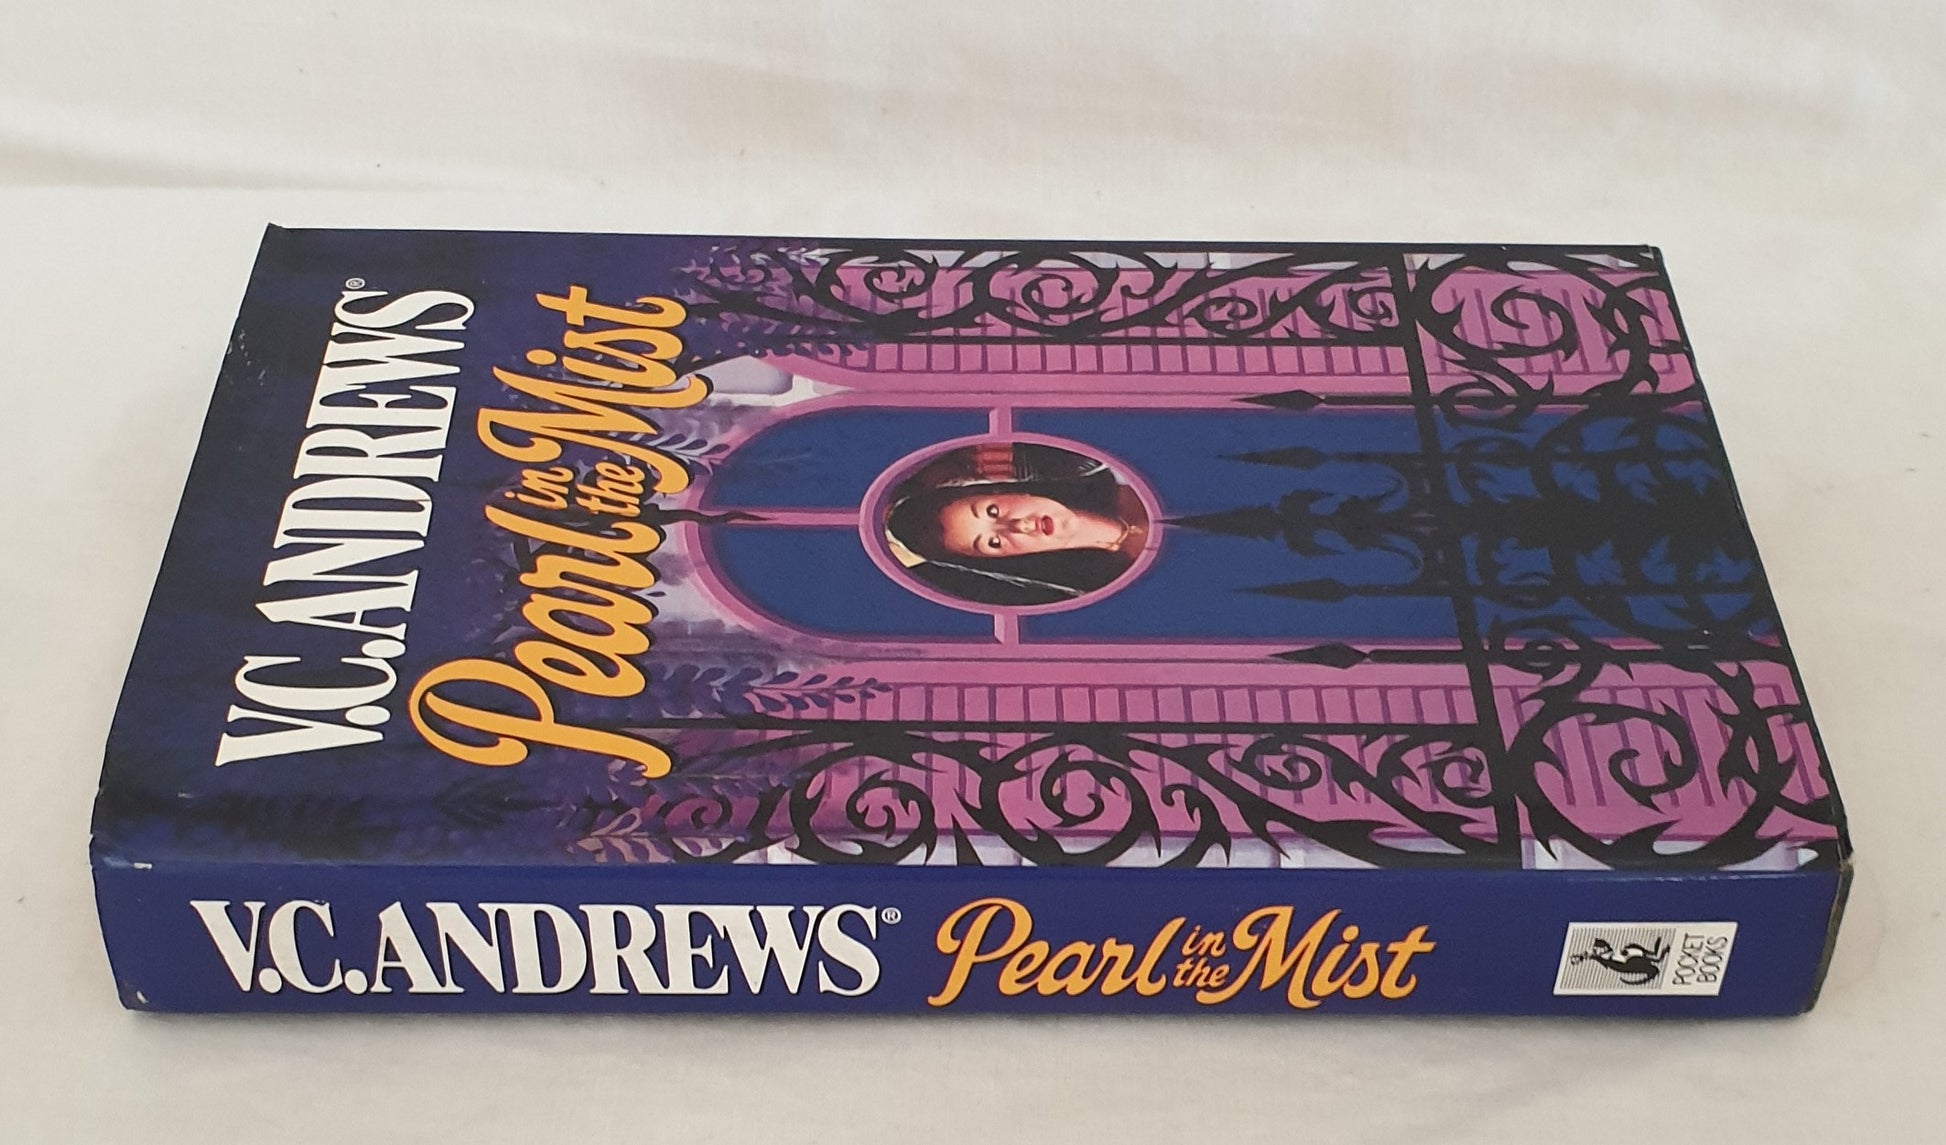 V.C. ANDREWS®
Pearl
in
the
Mist
V.C. ANDREWS®
Pearl
in
the
Mist
POCKET
BOOKS